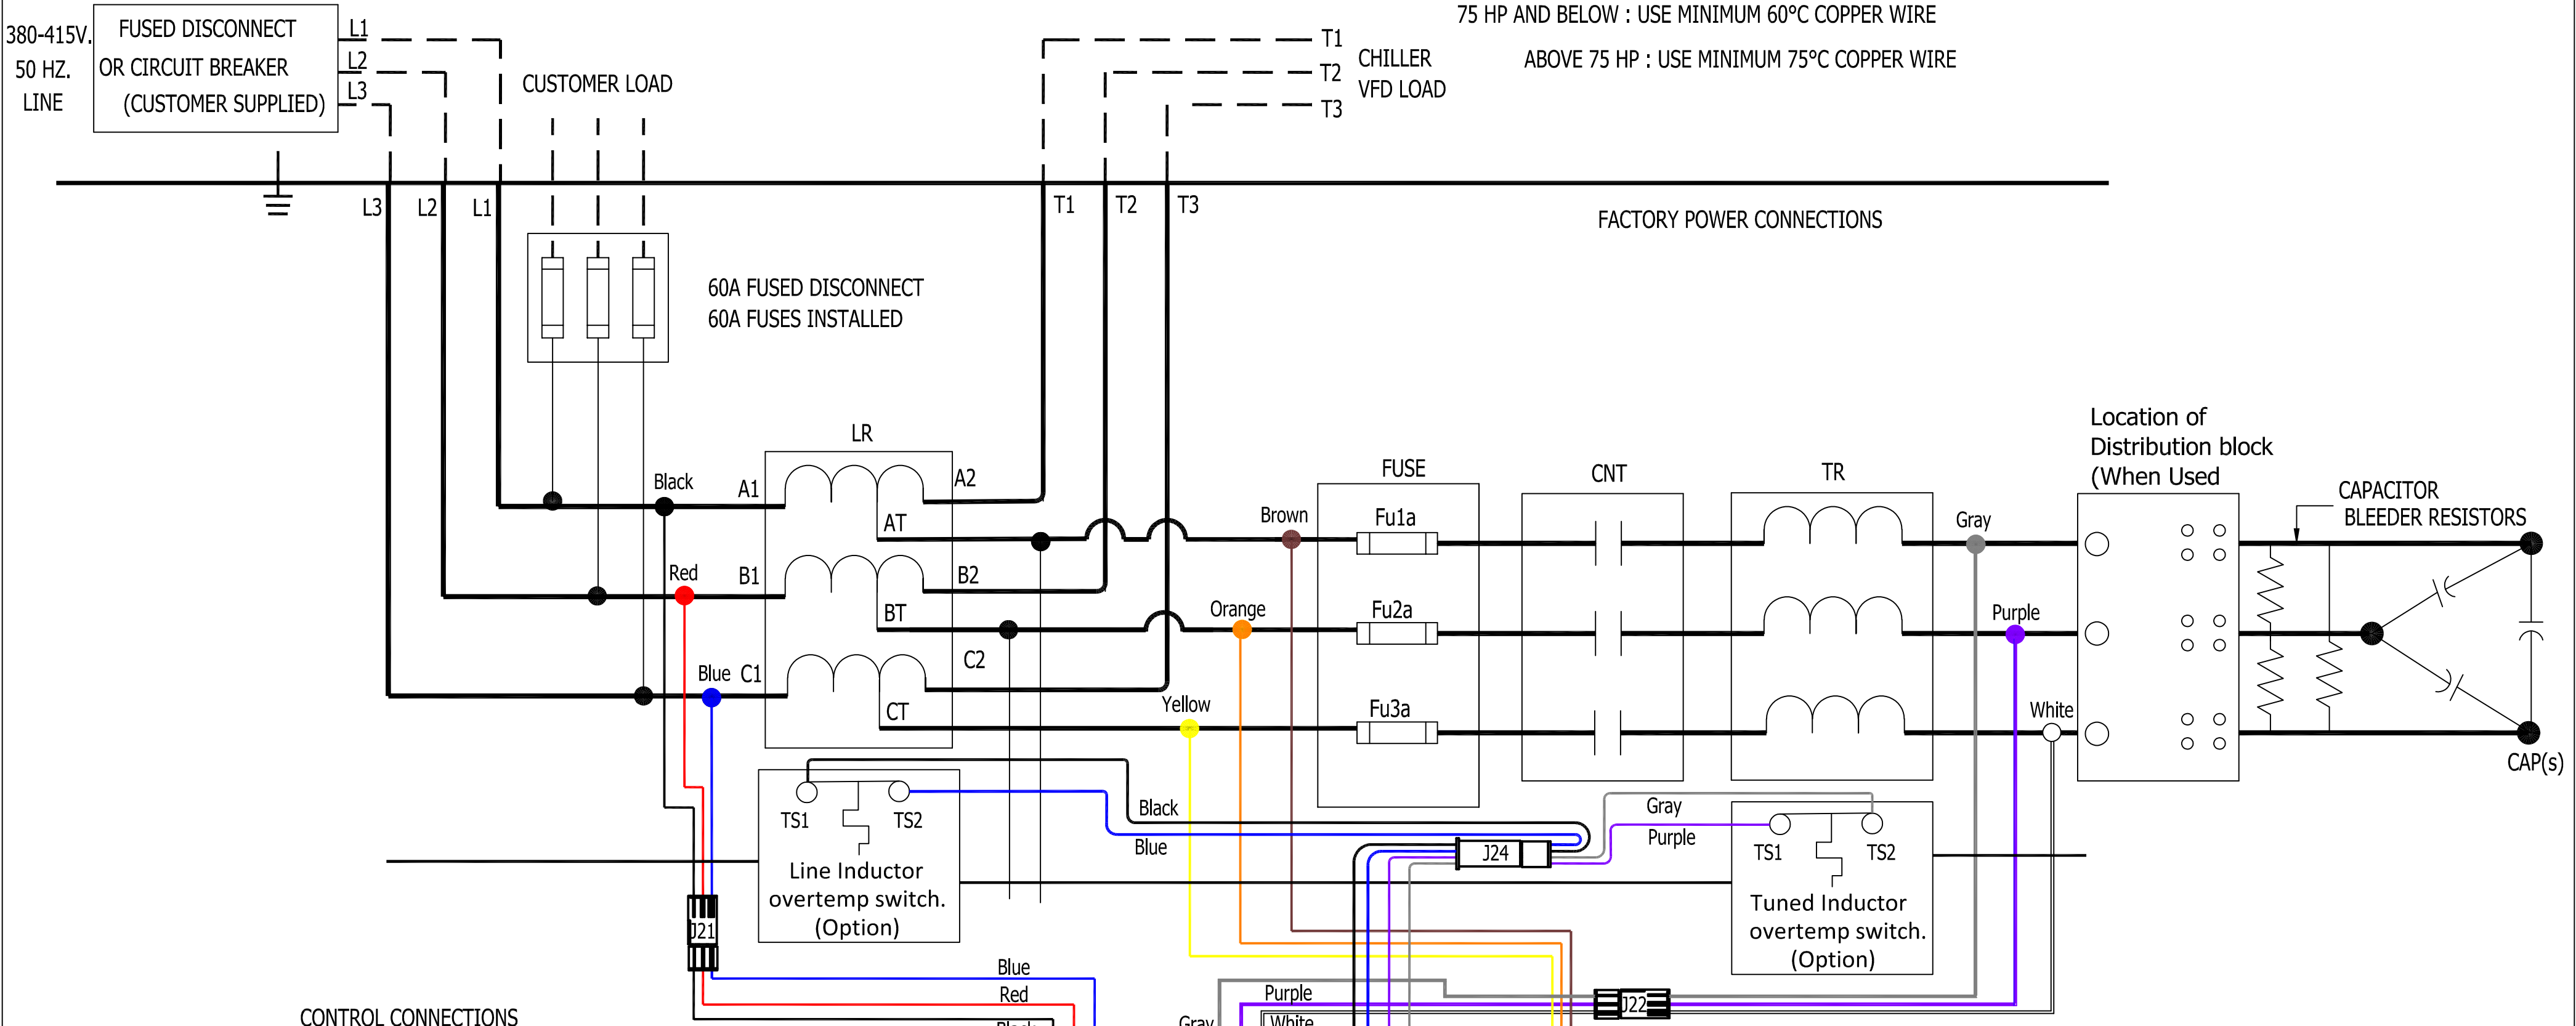 380-415V.
50 HZ.
LINE
FUSED DISCONNECT
OR CIRCUIT BREAKER
(CUSTOMER SUPPLIED)
L1
L2
L3
CUSTOMER LOAD
T1
T2
T3
CHILLER
VFD LOAD
75 HP AND BELOW : USE MINIMUM 60°C COPPER WIRE
ABOVE 75 HP : USE MINIMUM 75°C COPPER WIRE
L3
L2
L1
T1
T2
T3
FACTORY POWER CONNECTIONS
60A FUSED DISCONNECT
60A FUSES INSTALLED
LR
Black
A1
A2
AT
Red
B1
B2
BT
Blue
C1
C2
CT
Brown
Orange
Yellow
FUSE
Fu1a
Fu2a
Fu3a
CNT
TR
Gray
Purple
White
Location of
Distribution block
(When Used
CAPACITOR
BLEEDER RESISTORS
CAP(s)
TS1
TS2
Line Inductor
overtemp switch.
(Option)
Black
Blue
J24
Gray
Purple
TS1
TS2
Tuned Inductor
overtemp switch.
(Option)
J21
Blue
Red
Black
CONTROL CONNECTIONS
Purple
Gray
White
J22